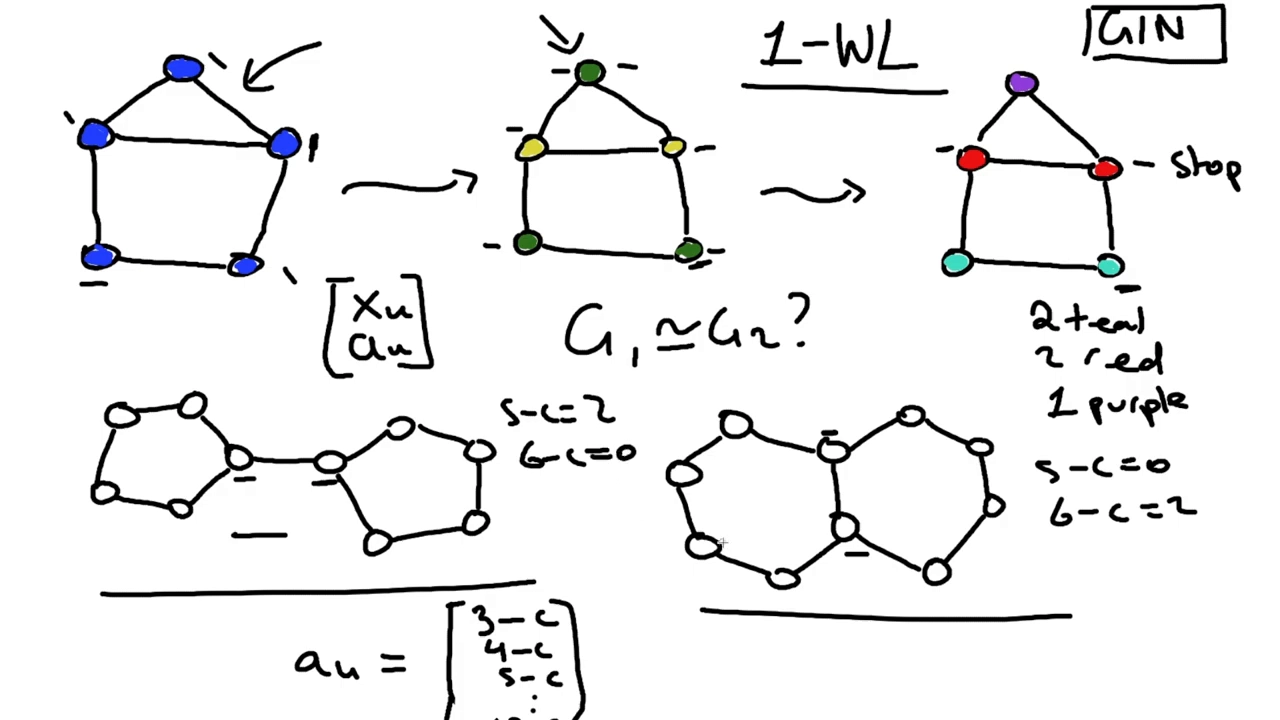 1-WL
GIN
stop
[xu
au]
G1 ≅ G2?
2 teal
2 red
1 purple
5-c=2
6-c=0
5-c=0
6-c=2
au = [3-c
4-c
5-c
⋮